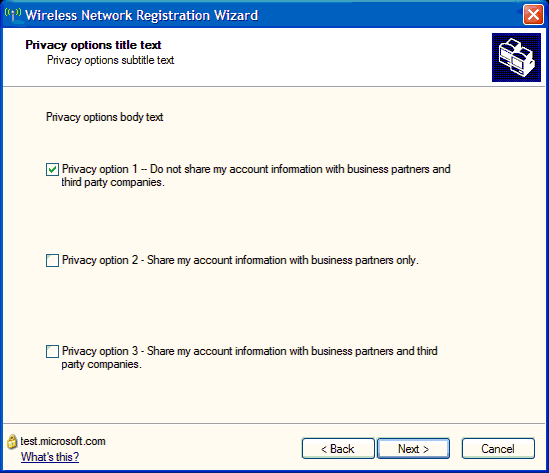 Wireless Network Registration Wizard
Privacy options title text
Privacy options subtitle text
Privacy options body text
Privacy option 1 -- Do not share my account information with business partners and
third party companies.
Privacy option 2 - Share my account information with business partners only.
Privacy option 3 - Share my account information with business partners and third
party companies.
test.microsoft.com
What's this?
< Back
Next >
Cancel